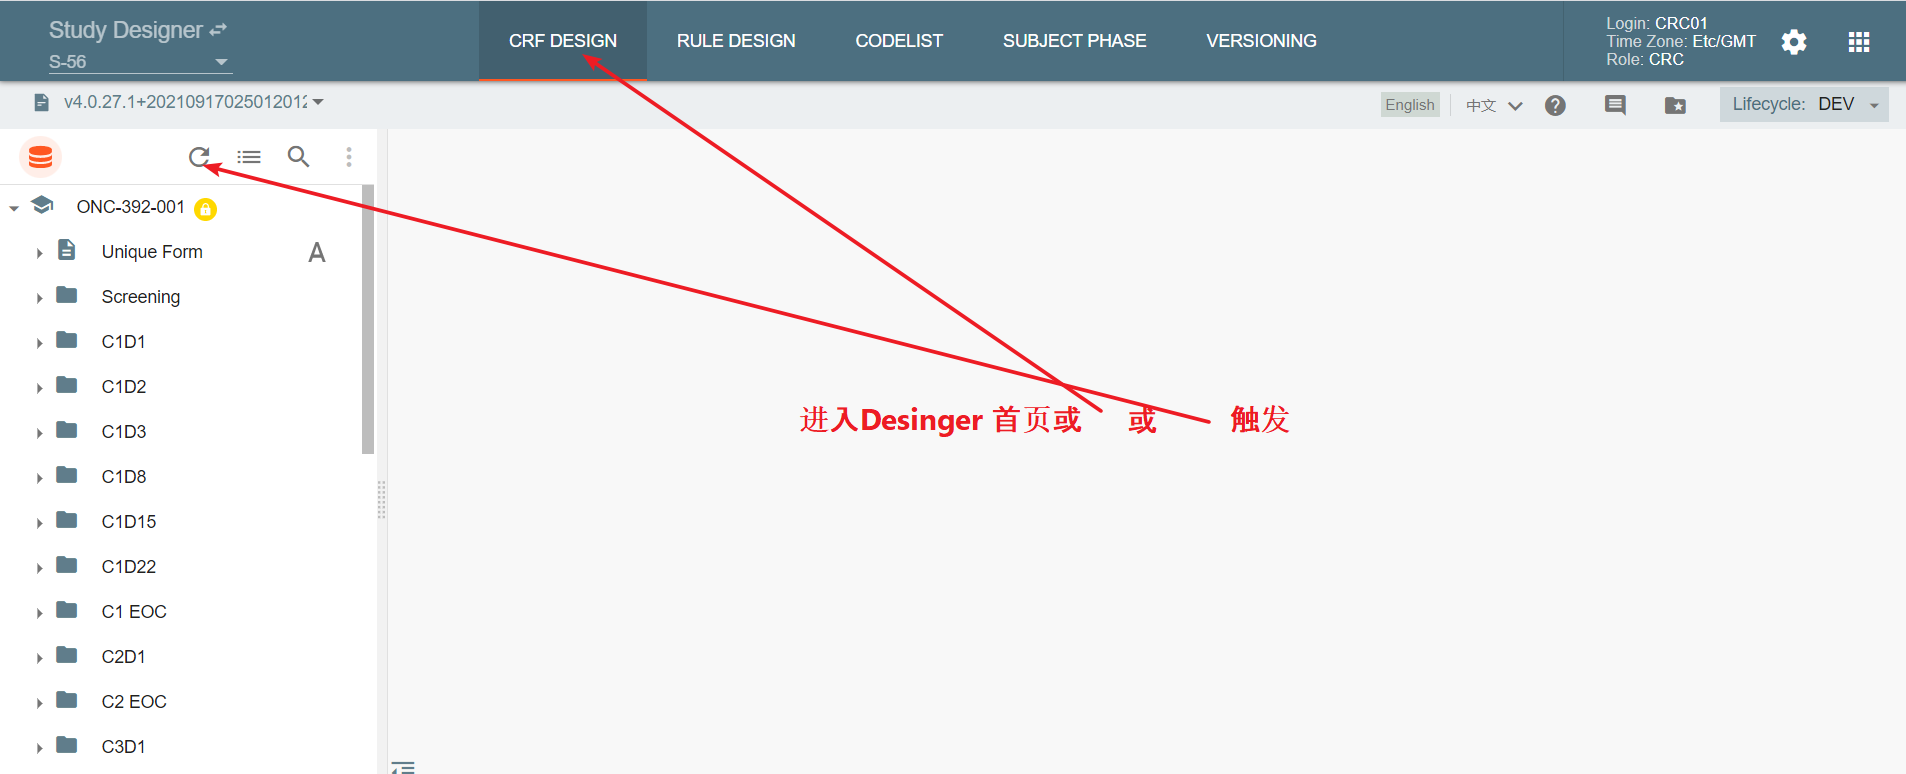 Study Designer
S-56
CRF DESIGN
RULE DESIGN
CODELIST
SUBJECT PHASE
VERSIONING
Login: CRC01
Time Zone: Etc/GMT
Role: CRC
v4.0.27.1+20210917025012012
English
中文
Lifecycle: DEV
ONC-392-001
Unique Form A
Screening
C1D1
C1D2
C1D3
C1D8
C1D15
C1D22
C1 EOC
C2D1
C2 EOC
C3D1
进入Desinger 首页或 或 触发